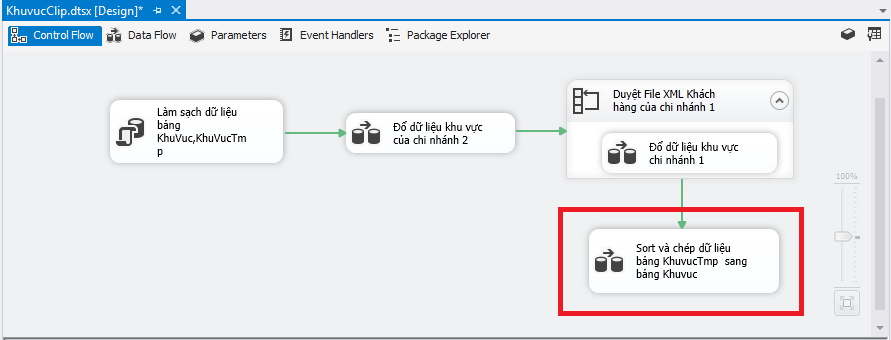 KhuvucClip.dtsx [Design]*
Control Flow
Data Flow
Parameters
Event Handlers
Package Explorer
Làm sạch dữ liệu
bảng
KhuVuc,KhuVucTm
p
Đổ dữ liệu khu vực
của chi nhánh 2
Duyệt File XML Khách
hàng của chi nhánh 1
Đổ dữ liệu khu vực
chi nhánh 1
100%
Sort và chép dữ liệu
bảng KhuvucTmp sang
bảng Khuvuc